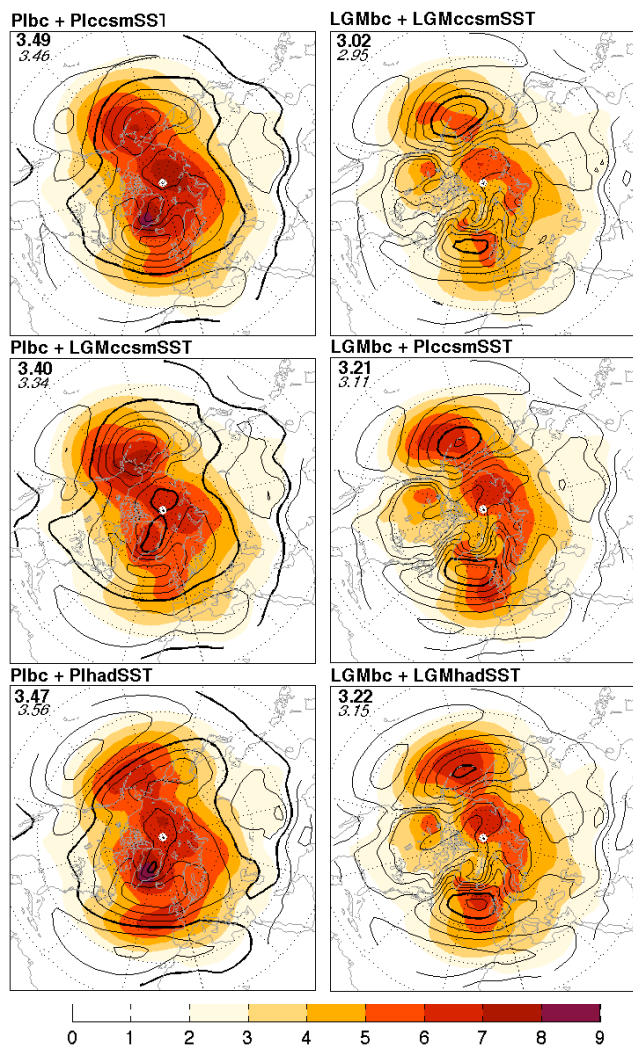 PIbc + PIccsmSST
3.49
3.46
LGMbc + LGMccsmSST
3.02
2.95
PIbc + LGMccsmSST
3.40
3.34
LGMbc + PIccsmSST
3.21
3.11
PIbc + PIhadSST
3.47
3.56
LGMbc + LGMhadSST
3.22
3.15
0 1 2 3 4 5 6 7 8 9